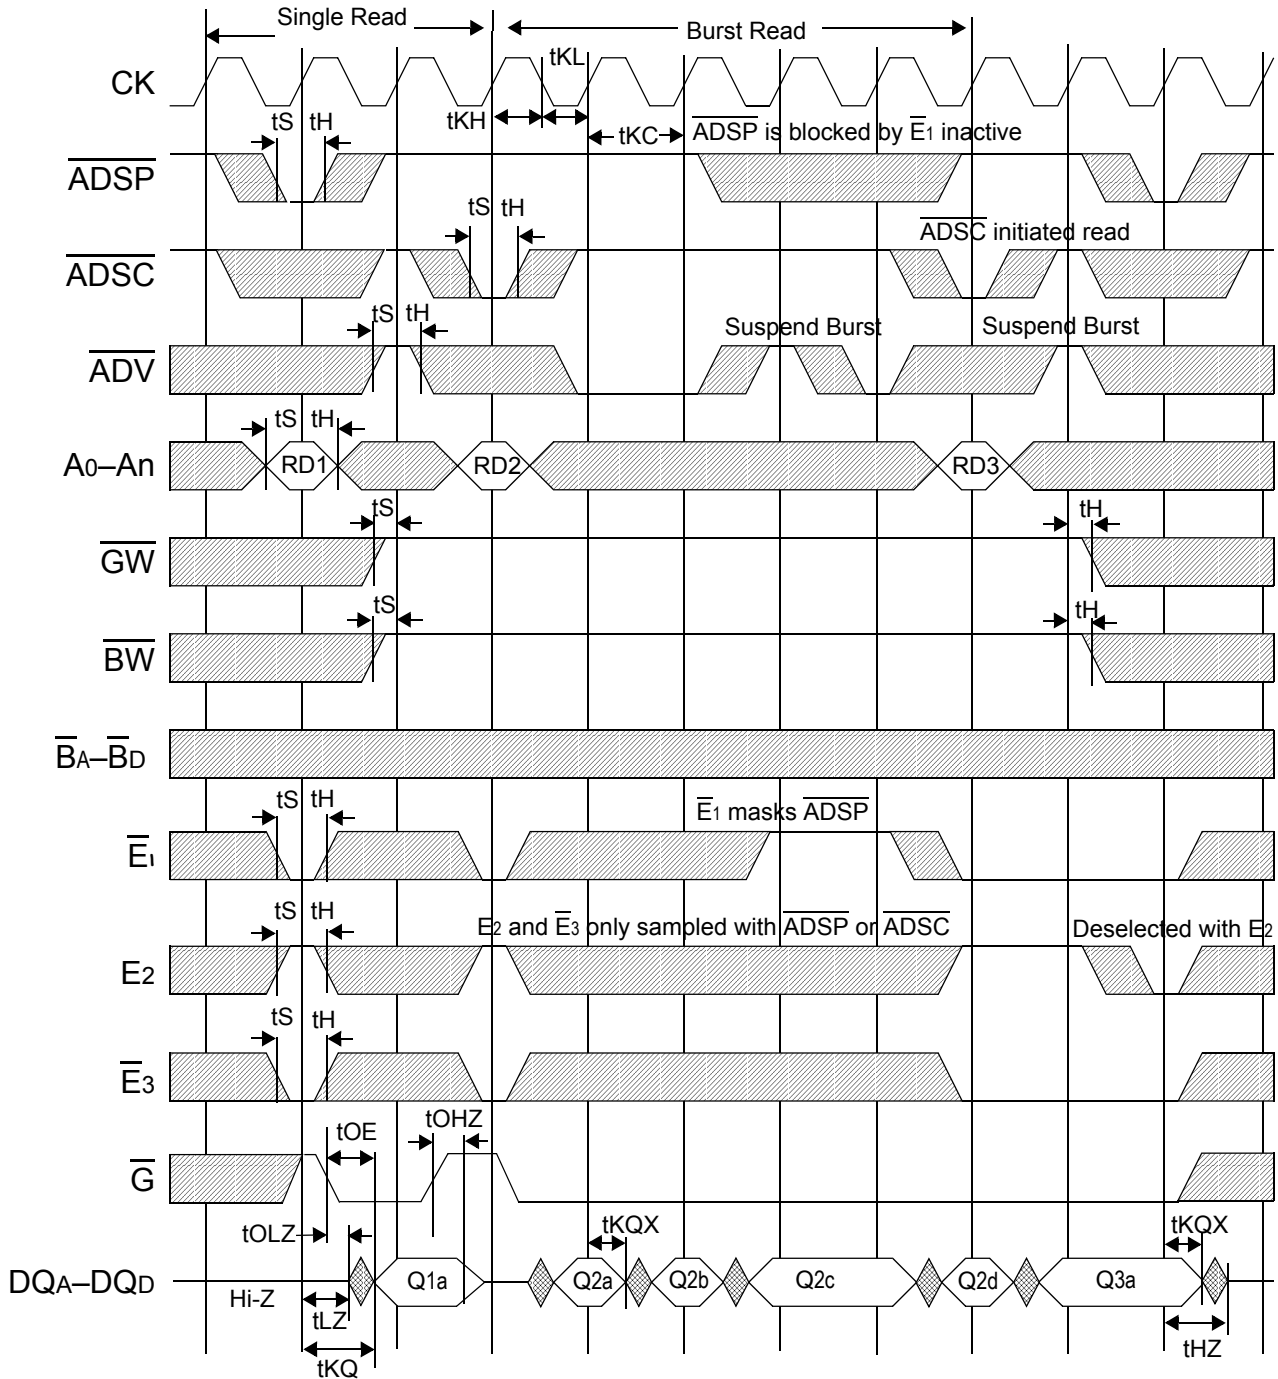 Single Read
Burst Read
CK
tKL
tKH
tKC
tS tH
ADSP is blocked by E1 inactive
ADSP
tS tH
ADSC initiated read
ADSC
tS tH
Suspend Burst
Suspend Burst
ADV
tS tH
A0–An
RD1
RD2
RD3
tS
tH
GW
tS
tH
BW
BA–BD
tS tH
E1 masks ADSP
E1
tS tH
E2 and E3 only sampled with ADSP or ADSC
Deselected with E2
E2
tS tH
E3
tOE
tOHZ
G
tOLZ
tKQX
tKQX
DQA–DQD
Q1a
Q2a
Q2b
Q2c
Q2d
Q3a
Hi-Z
tLZ
tHZ
tKQ